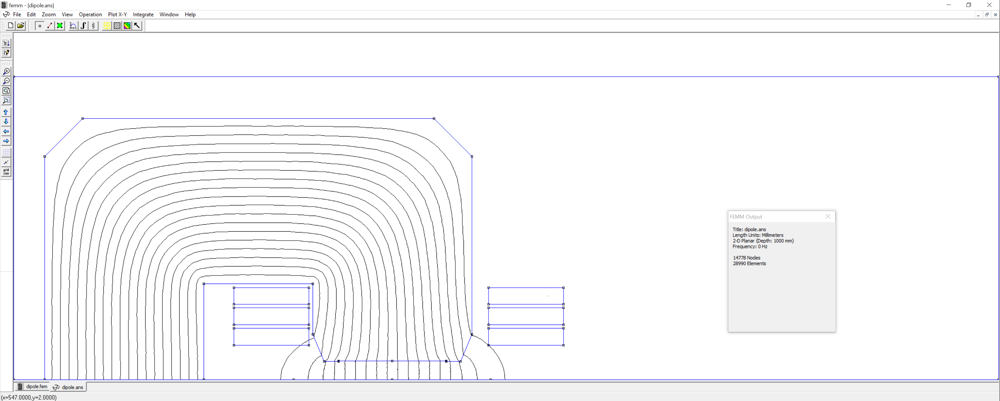 femm - [dipole.ans]
File Edit Zoom View Operation Plot X-Y Integrate Window Help
grid
size
FEMM Output
Title: dipole.ans
Length Units: Millimeters
2-D Planar (Depth: 1000 mm)
Frequency: 0 Hz
14778 Nodes
28990 Elements
dipole.fem dipole.ans
(x=547.0000,y=2.0000)